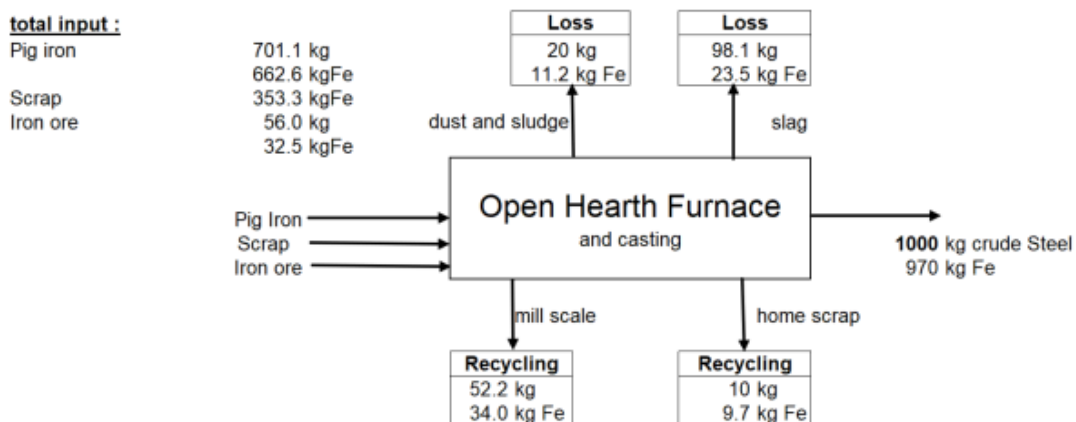 total input :
Pig iron 701.1 kg
662.6 kgFe
Scrap 353.3 kgFe
Iron ore 56.0 kg
32.5 kgFe
Loss
20 kg
11.2 kg Fe
Loss
98.1 kg
23.5 kg Fe
dust and sludge
slag
Open Hearth Furnace
and casting
Pig Iron
Scrap
Iron ore
1000 kg crude Steel
970 kg Fe
mill scale
home scrap
Recycling
52.2 kg
34.0 kg Fe
Recycling
10 kg
9.7 kg Fe